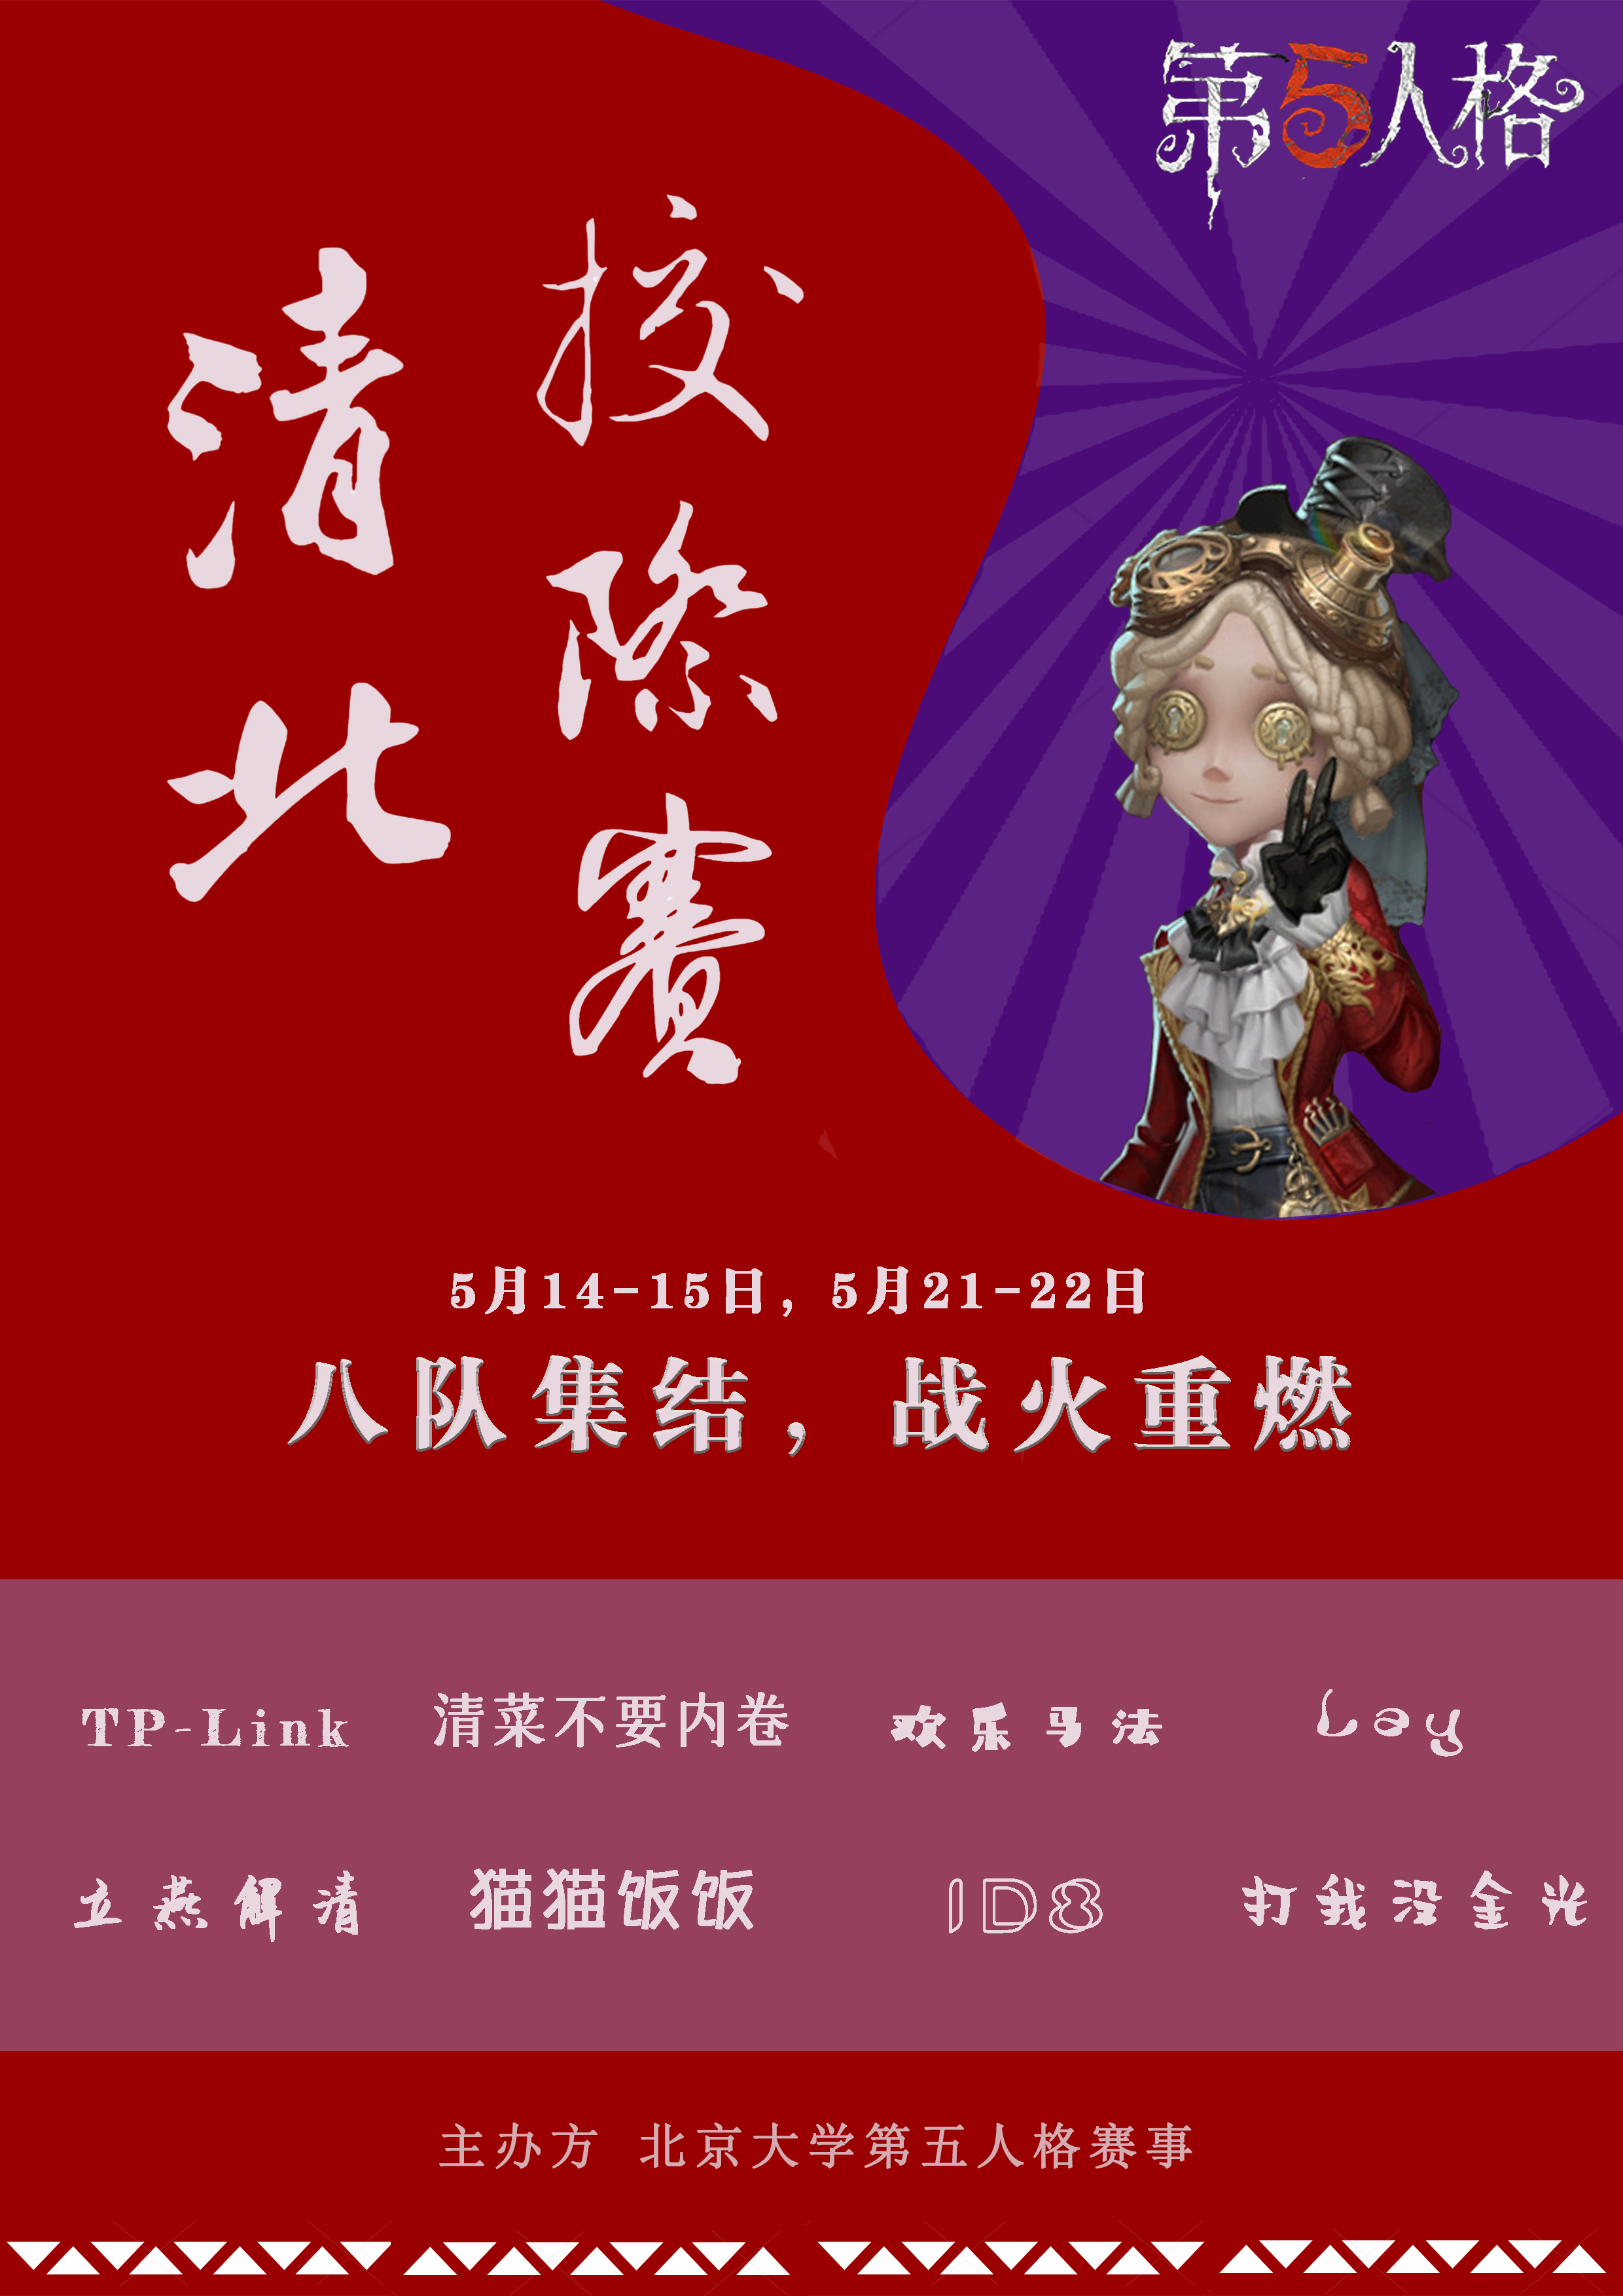 第5人格
清北
校際賽
5月14-15日，5月21-22日
八队集结，战火重燃
TP-Link 清菜不要内卷 欢乐马法 Lay
立燕解清 猫猫饭饭 ID8 打我没金光
主办方 北京大学第五人格赛事